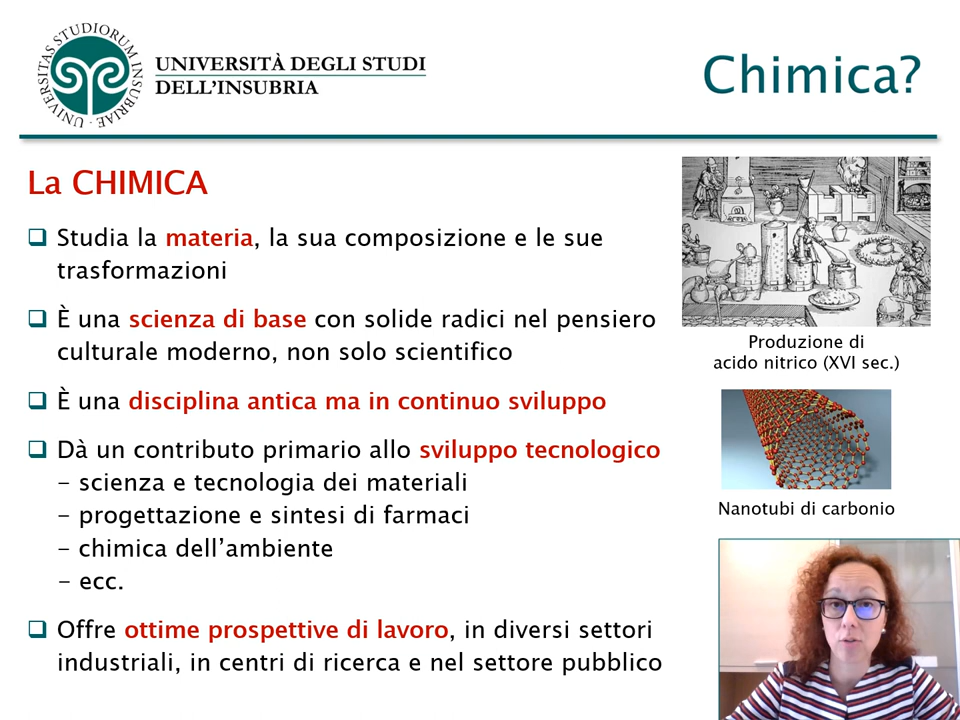 UNIVERSITAS STUDIORUM INSUBRIAE
UNIVERSITÀ DEGLI STUDI
DELL'INSUBRIA
Chimica?
La CHIMICA
❑ Studia la materia, la sua composizione e le sue
trasformazioni
❑ È una scienza di base con solide radici nel pensiero
culturale moderno, non solo scientifico
❑ È una disciplina antica ma in continuo sviluppo
❑ Dà un contributo primario allo sviluppo tecnologico
– scienza e tecnologia dei materiali
– progettazione e sintesi di farmaci
– chimica dell'ambiente
– ecc.
❑ Offre ottime prospettive di lavoro, in diversi settori
industriali, in centri di ricerca e nel settore pubblico
Produzione di
acido nitrico (XVI sec.)
Nanotubi di carbonio